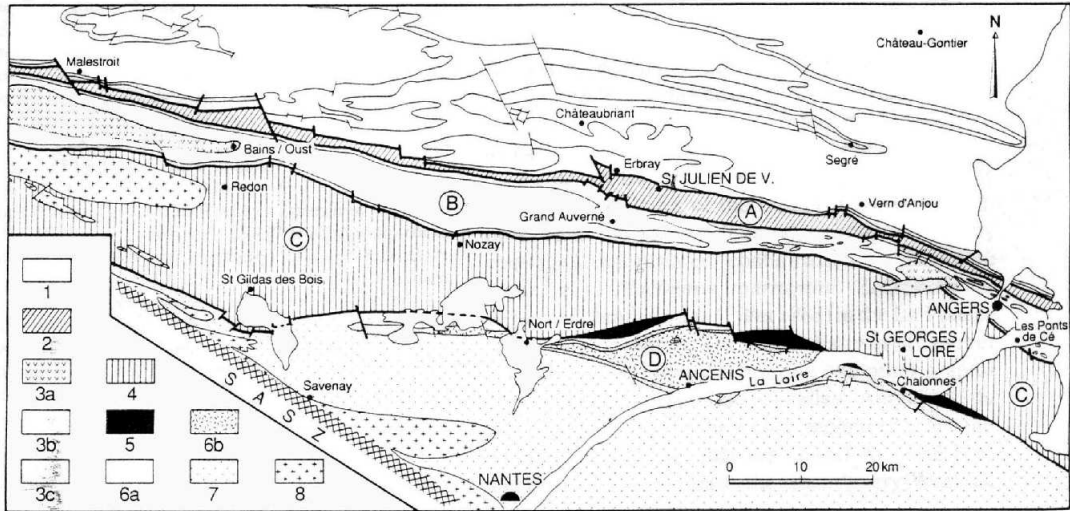 N
Malestroit
Château-Gontier
Châteaubriant
Segré
Bains / Oust
Erbray
St JULIEN DE V.
Redon
Vern d'Anjou
A
B
Grand Auverné
C
Nozay
St Gildas des Bois
ANGERS
Nort / Erdre
St GEORGES /
LOIRE
Les Ponts
de Cé
D
ANCENIS
La Loire
Chalonnes
C
Savenay
S A S Z
NANTES
0 10 20 km
1
2
3a 4
3b 5 6b
3c 6a 7 8